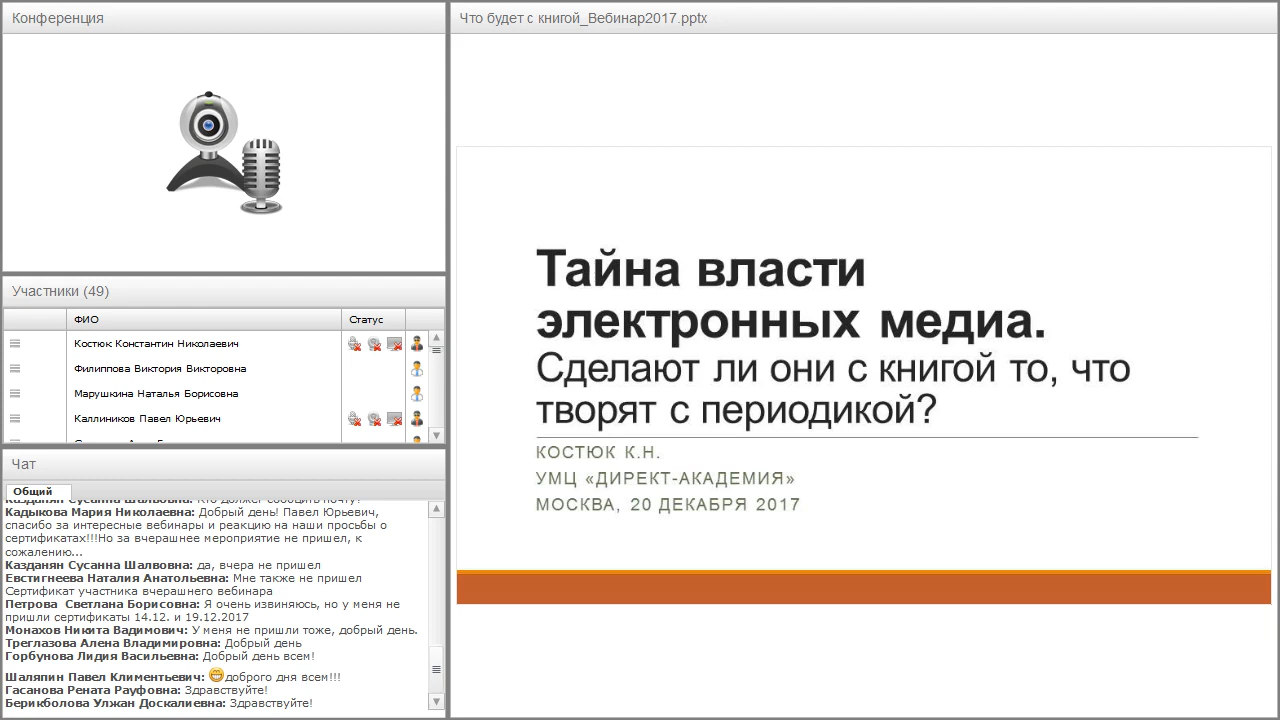 Конференция
Участники (49)
ФИО Статус
Костюк Константин Николаевич
Филиппова Виктория Викторовна
Марушкина Наталья Борисовна
Каллиников Павел Юрьевич
Чат
Общий
Казданян Сусанна Шалвовна: Кто должен сообщить почту?
Кадыкова Мария Николаевна: Добрый день! Павел Юрьевич,
спасибо за интересные вебинары и реакцию на наши просьбы о
сертификатах!!!Но за вчерашнее мероприятие не пришел, к
сожалению...
Казданян Сусанна Шалвовна: да, вчера не пришел
Евстигнеева Наталия Анатольевна: Мне также не пришел
Сертификат участника вчерашнего вебинара
Петрова Светлана Борисовна: Я очень извиняюсь, но у меня не
пришли сертификаты 14.12. и 19.12.2017
Монахов Никита Вадимович: У меня не пришли тоже, добрый день.
Треглазова Алена Владимировна: Добрый день
Горбунова Лидия Васильевна: Добрый день всем!
Шаляпин Павел Климентьевич: доброго дня всем!!!
Гасанова Рената Рауфовна: Здравствуйте!
Берикболова Улжан Доскалиевна: Здравствуйте!
Что будет с книгой_Вебинар2017.pptx
Тайна власти
электронных медиа.
Сделают ли они с книгой то, что
творят с периодикой?
КОСТЮК К.Н.
УМЦ «ДИРЕКТ-АКАДЕМИЯ»
МОСКВА, 20 ДЕКАБРЯ 2017